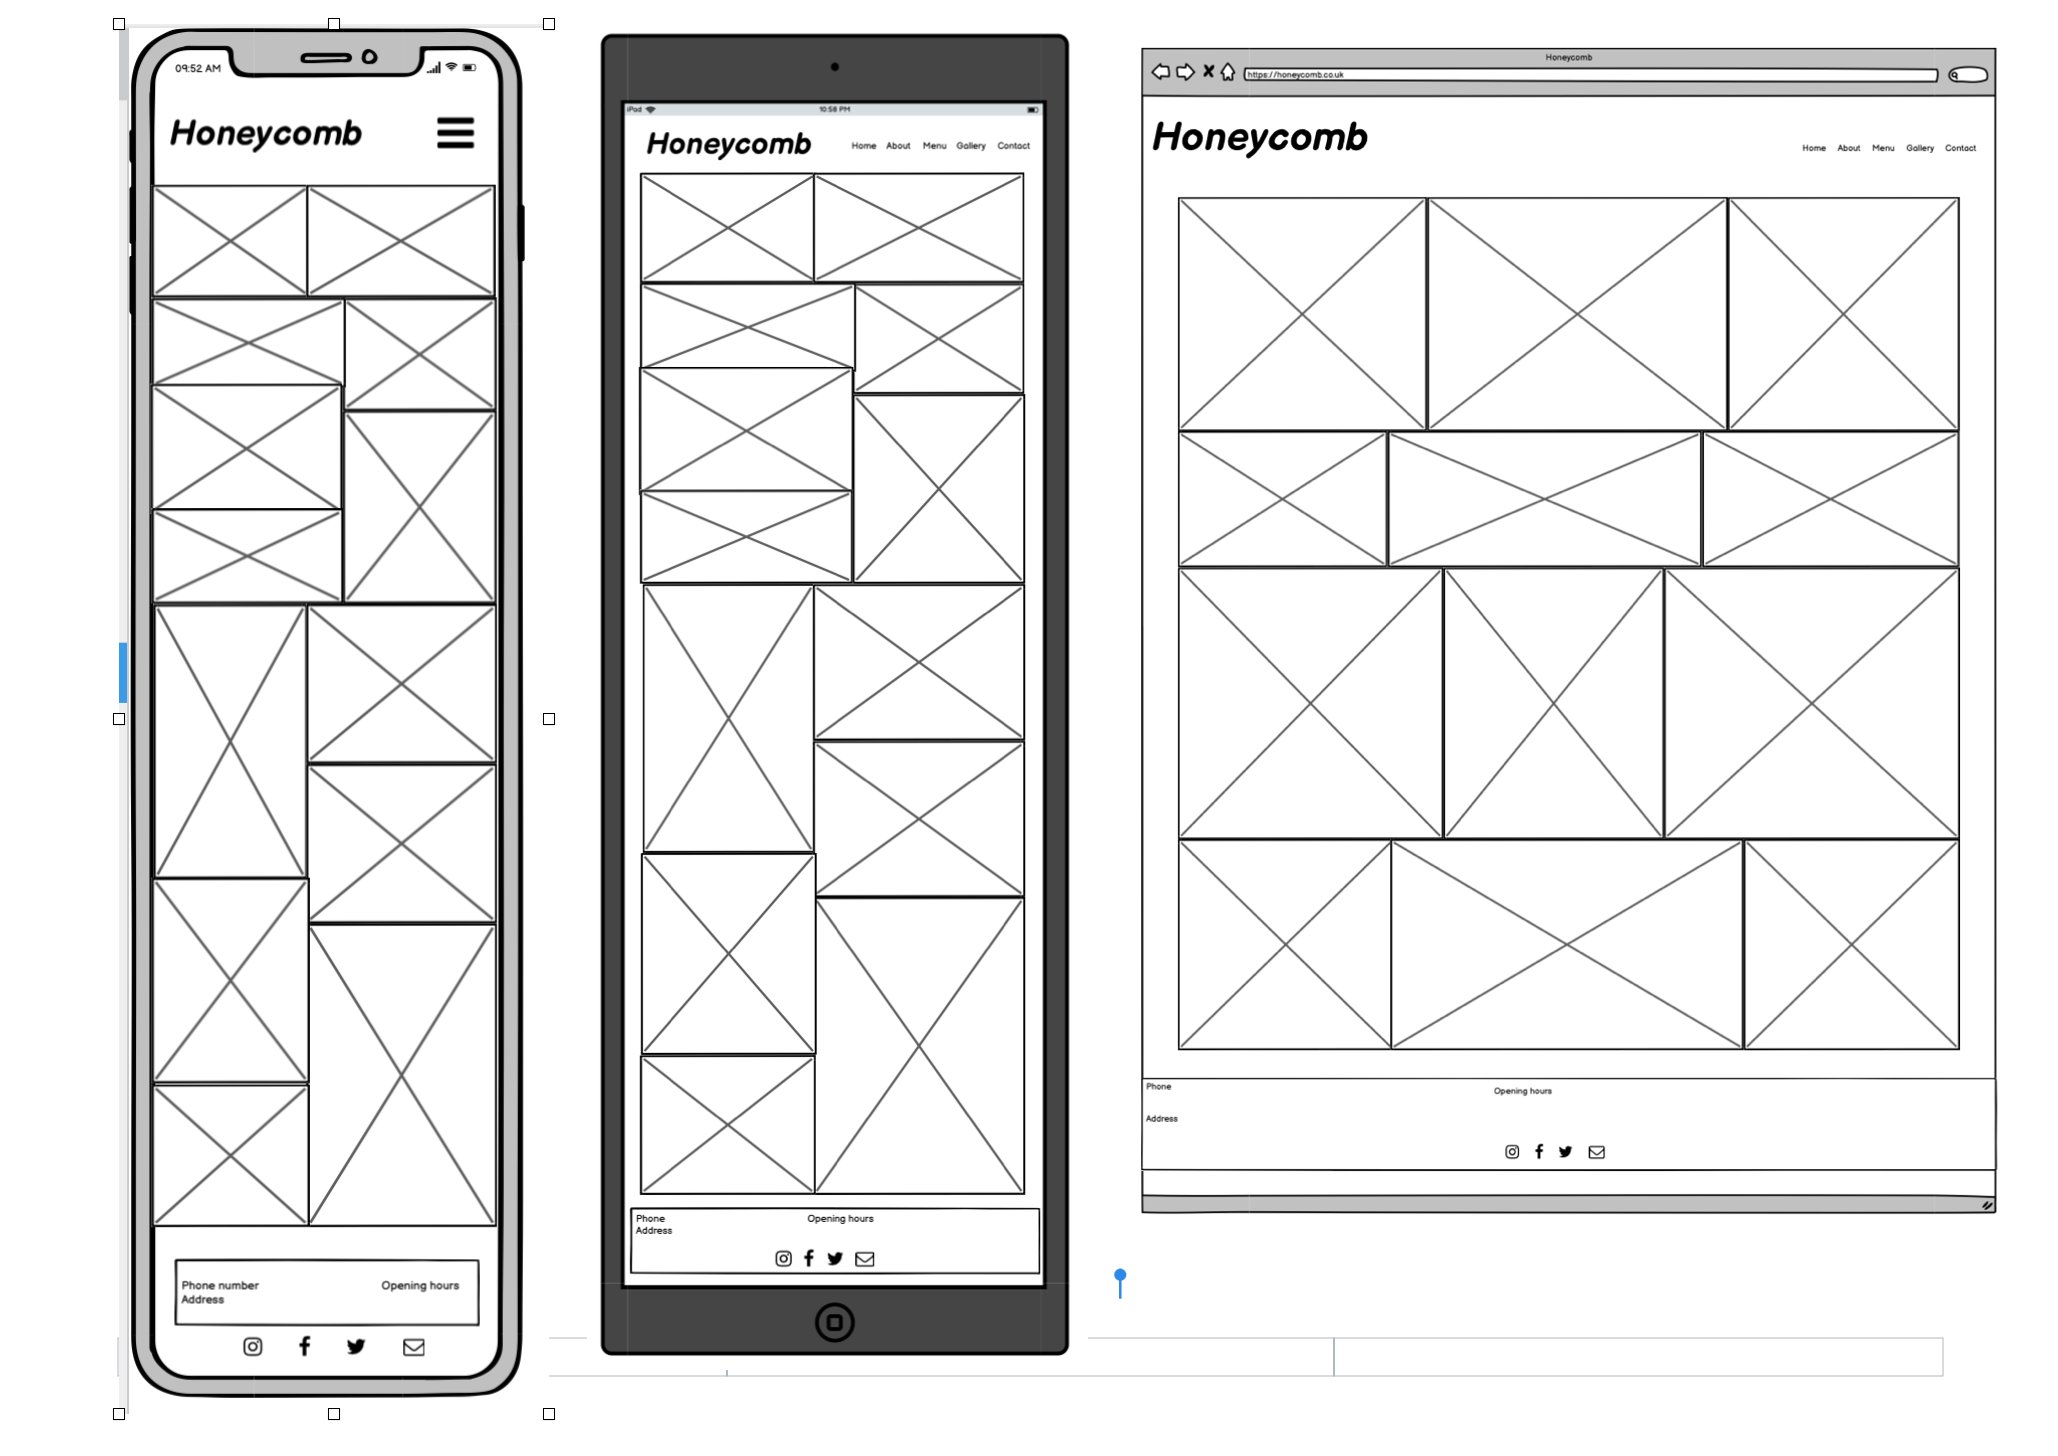 09:52 AM
Honeycomb
Phone number
Opening hours
Address
iPad
10:58 PM
Honeycomb
Home
About
Menu
Gallery
Contact
Phone
Opening hours
Address
Honeycomb
https://honeycomb.co.uk
Honeycomb
Home
About
Menu
Gallery
Contact
Phone
Opening hours
Address